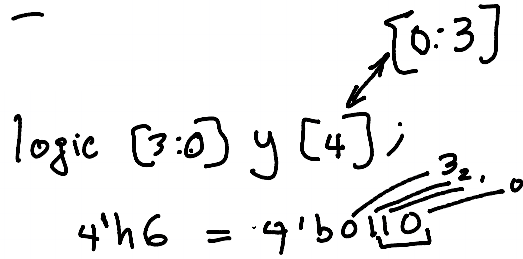 [0:3]
logic [3:0] y [4];
3 2 1 0
4'h6 = 4'b0110